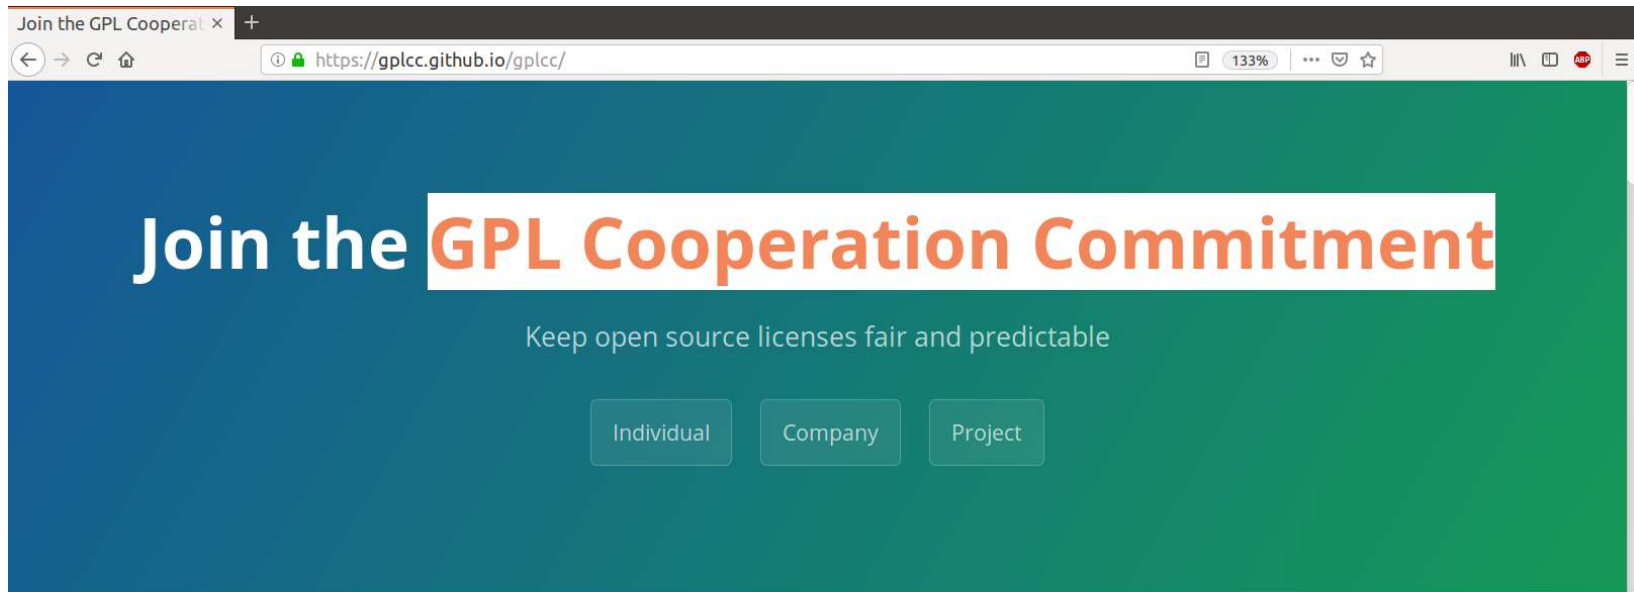 Join the GPL Cooperat
https://gplcc.github.io/gplcc/
133%
ABP
Join the GPL Cooperation Commitment
Keep open source licenses fair and predictable
Individual
Company
Project